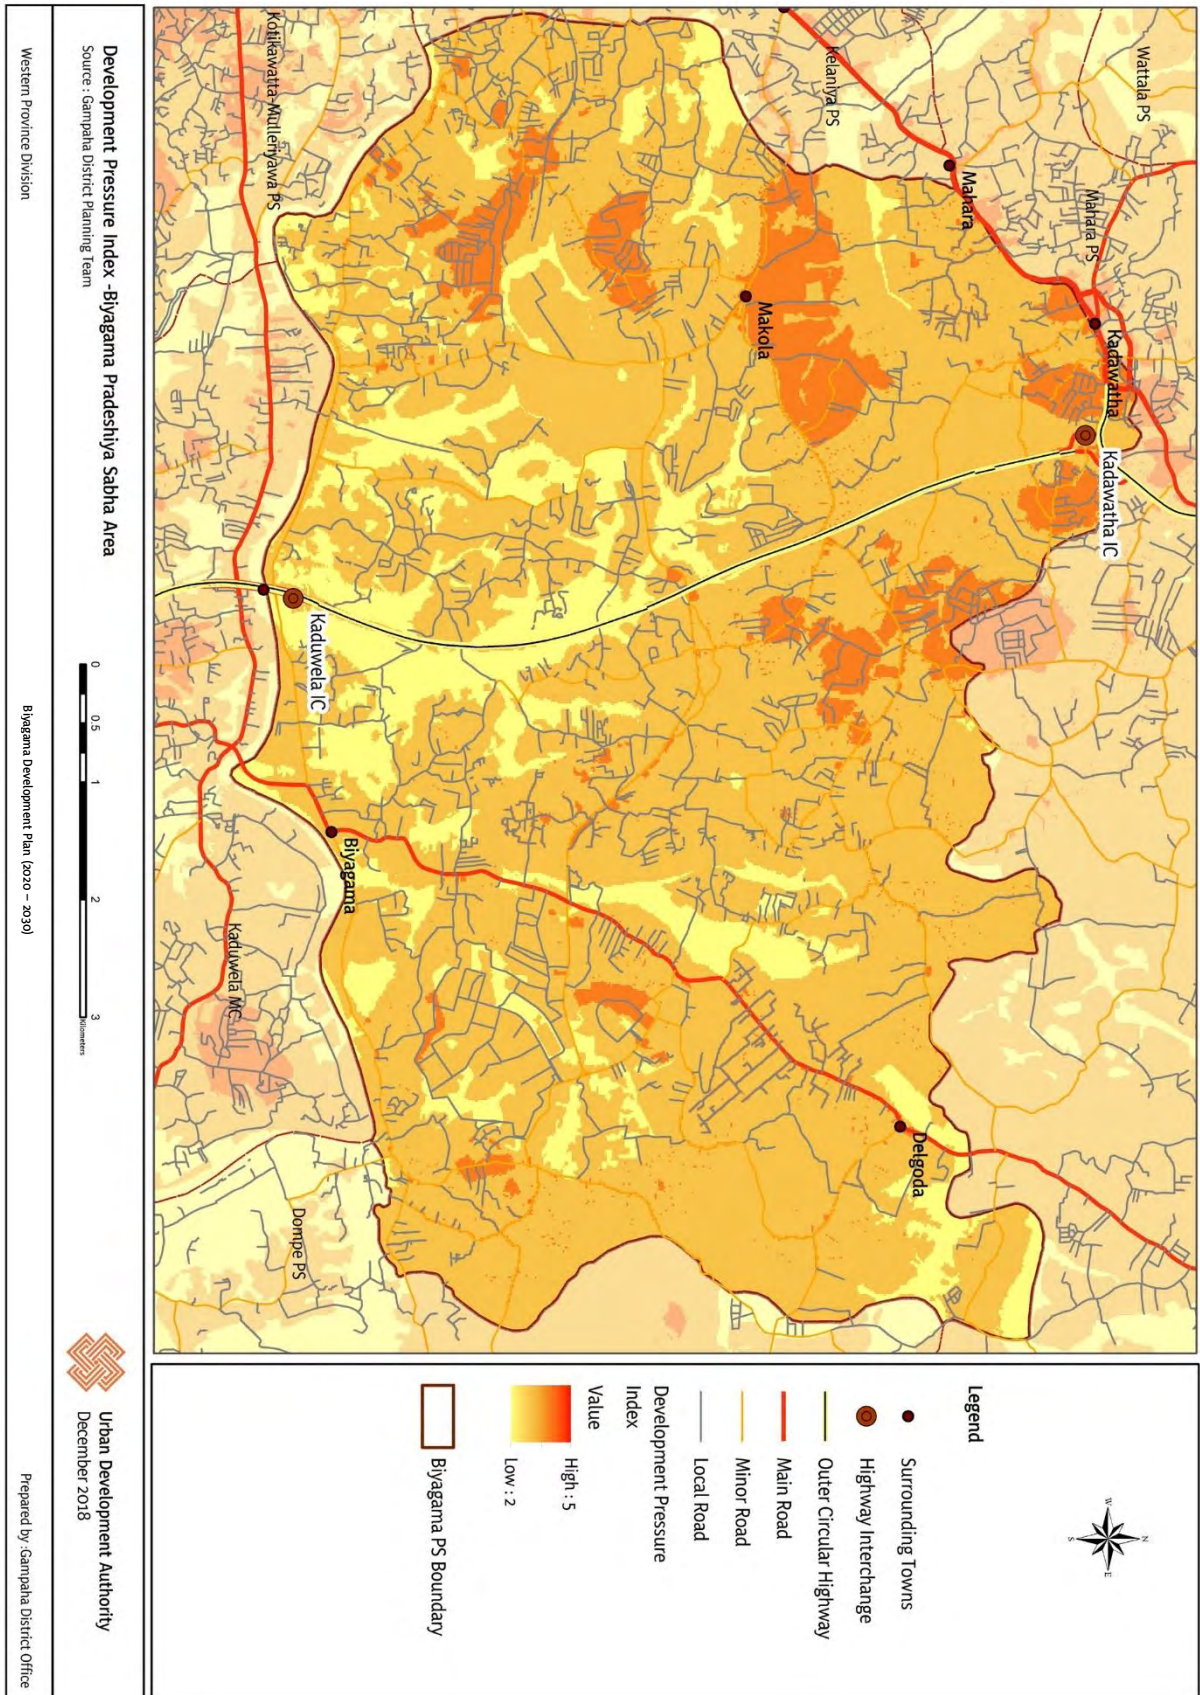 Wattala PS
Kelaniya PS
Mahara PS
Mahara
Kadawatha
Kadawatha IC
Makola
Kotikawatta-Mulleriyawa PS
Kaduwela IC
Biyagama
Delgoda
Kaduwela MC
Dompe PS
Legend
Surrounding Towns
Highway Interchange
Outer Circular Highway
Main Road
Minor Road
Local Road
Development Pressure
Index
Value
High : 5
Low : 2
Biyagama PS Boundary
N
W
E
S
Development Pressure Index -Biyagama Pradeshiya Sabha Area
Source : Gampaha District Planning Team
0 0.5 1 2 3
Kilometers
Urban Development Authority
December 2018
Western Province Division
Biyagama Development Plan (2020 – 2030)
Prepared by :Gampaha District Office